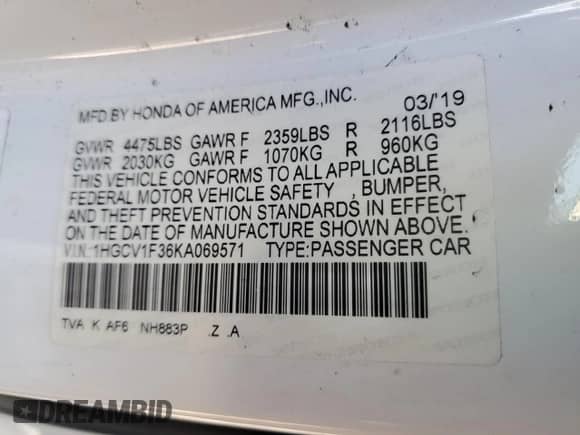 MFD.BY HONDA OF AMERICA MFG.,INC. 03/'19
GVWR 4475LBS GAWR F 2359LBS R 2116LBS
GVWR 2030KG GAWR F 1070KG R 960KG
THIS VEHICLE CONFORMS TO ALL APPLICABLE
FEDERAL MOTOR VEHICLE SAFETY , BUMPER,
AND THEFT PREVENTION STANDARDS IN EFFECT
ON THE DATE OF MANUFACTURE SHOWN ABOVE.
V.I.N.:1HGCV1F36KA069571 TYPE:PASSENGER CAR
TVA K AF6 NH883P .Z .A
DREAMBID